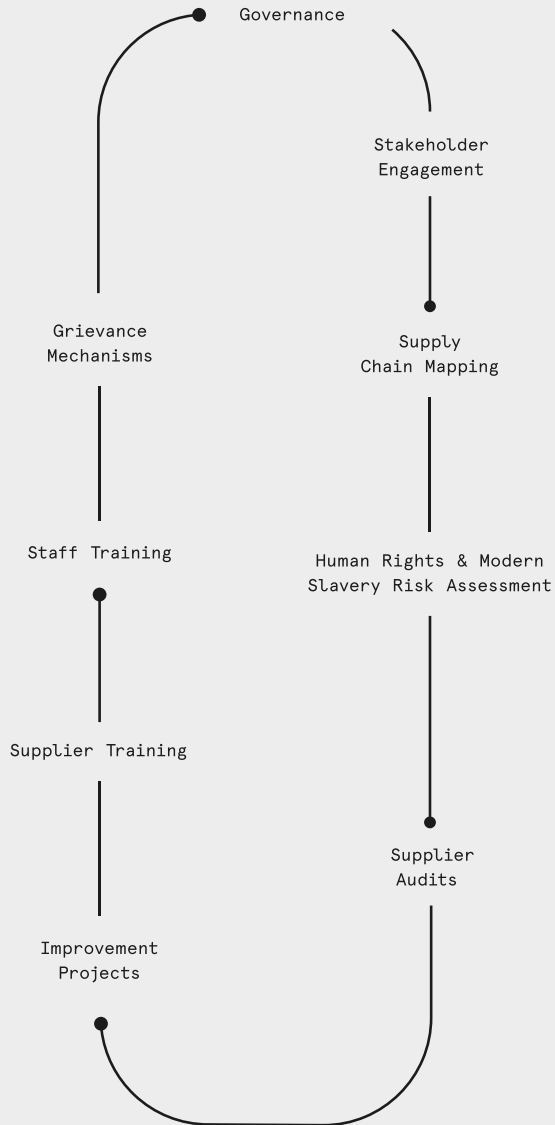 Governance
Stakeholder
Engagement
Supply
Chain Mapping
Human Rights & Modern
Slavery Risk Assessment
Supplier
Audits
Improvement
Projects
Supplier Training
Staff Training
Grievance
Mechanisms